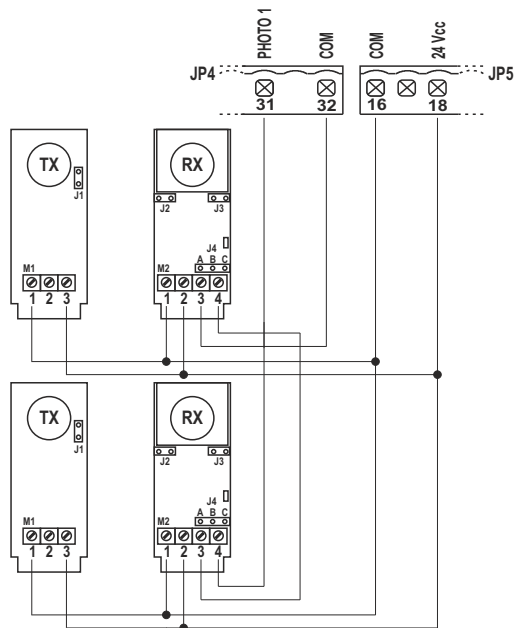 PHOTO 1 COM COM 24 Vcc
JP4 JP5
31 32 16 18
TX RX
J1
J2 J3
J4
A B C
M1 M2
1 2 3 1 2 3 4
TX RX
J1
J2 J3
J4
A B C
M1 M2
1 2 3 1 2 3 4